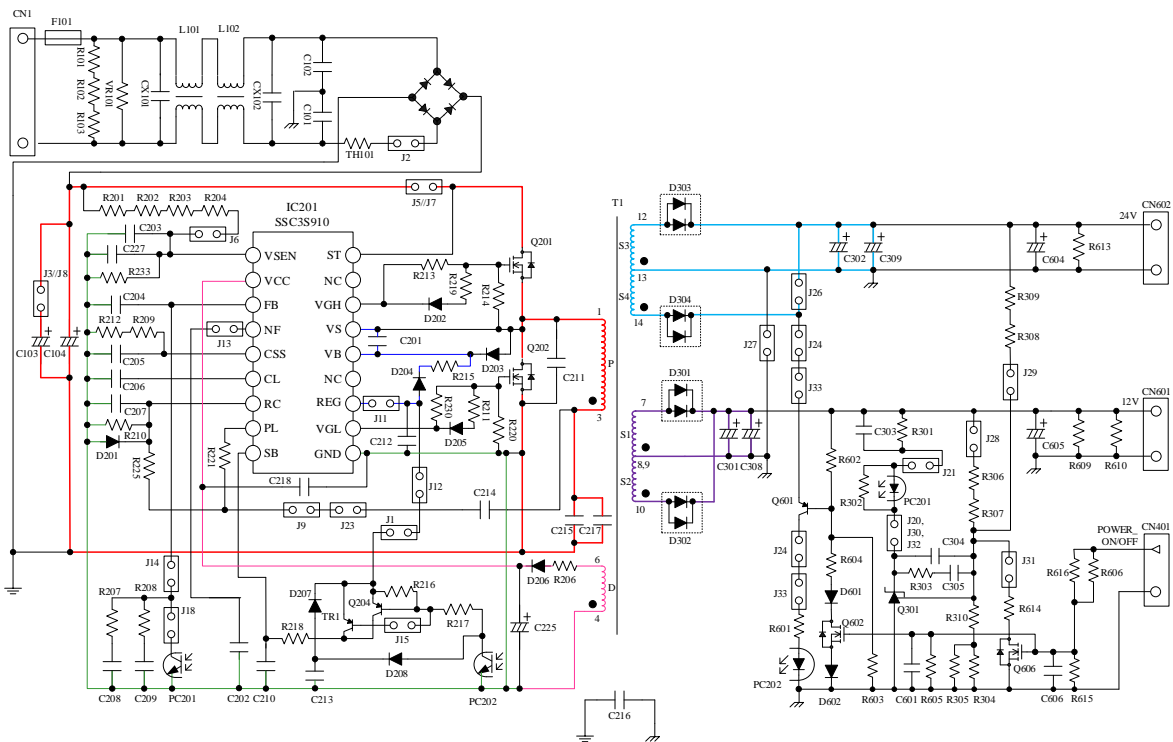 CN1
F101
L101
L102
R101
R102
R103
VR101
CX101
CX102
C102
C101
TH101
J2
J5//J7
R201
R202
R203
R204
IC201
SSC3S910
C203
J6
C227
R233
C204
R212
R209
J13
C205
C206
C207
R210
D201
R225
R221
J3//J8
C103
C104
VSEN
VCC
FB
NF
CSS
CL
RC
PL
SB
ST
NC
VGH
VS
VB
NC
REG
VGL
GND
R213
R219
R214
D202
Q201
C201
D203
D204
R215
Q202
C211
J11
R230
R211
R220
D205
C212
J12
C218
J9
J23
C214
J1
C215
C217
T1
1
P
3
6
D
4
D206
R206
C225
J14
R207
R208
J18
C208
C209
PC201
C202
C210
R218
D207
TR1
Q204
R216
J15
R217
D208
C213
PC202
C216
D303
12
S3
13
S4
14
D304
C302
C309
J26
J27
J24
J33
R309
R308
J29
C604
R613
24V
CN602
D301
7
S1
8,9
S2
10
D302
C301
C308
C303
R301
J21
R302
PC201
J20,
J30,
J32
J28
R306
R307
C605
R609
R610
12V
CN601
R602
Q601
J24
J33
R601
PC202
R604
D601
Q602
D602
R603
C601
R605
R305
R304
C304
R303
C305
Q301
R310
J31
R614
Q606
C606
R615
R616
R606
POWER_
ON/OFF
CN401